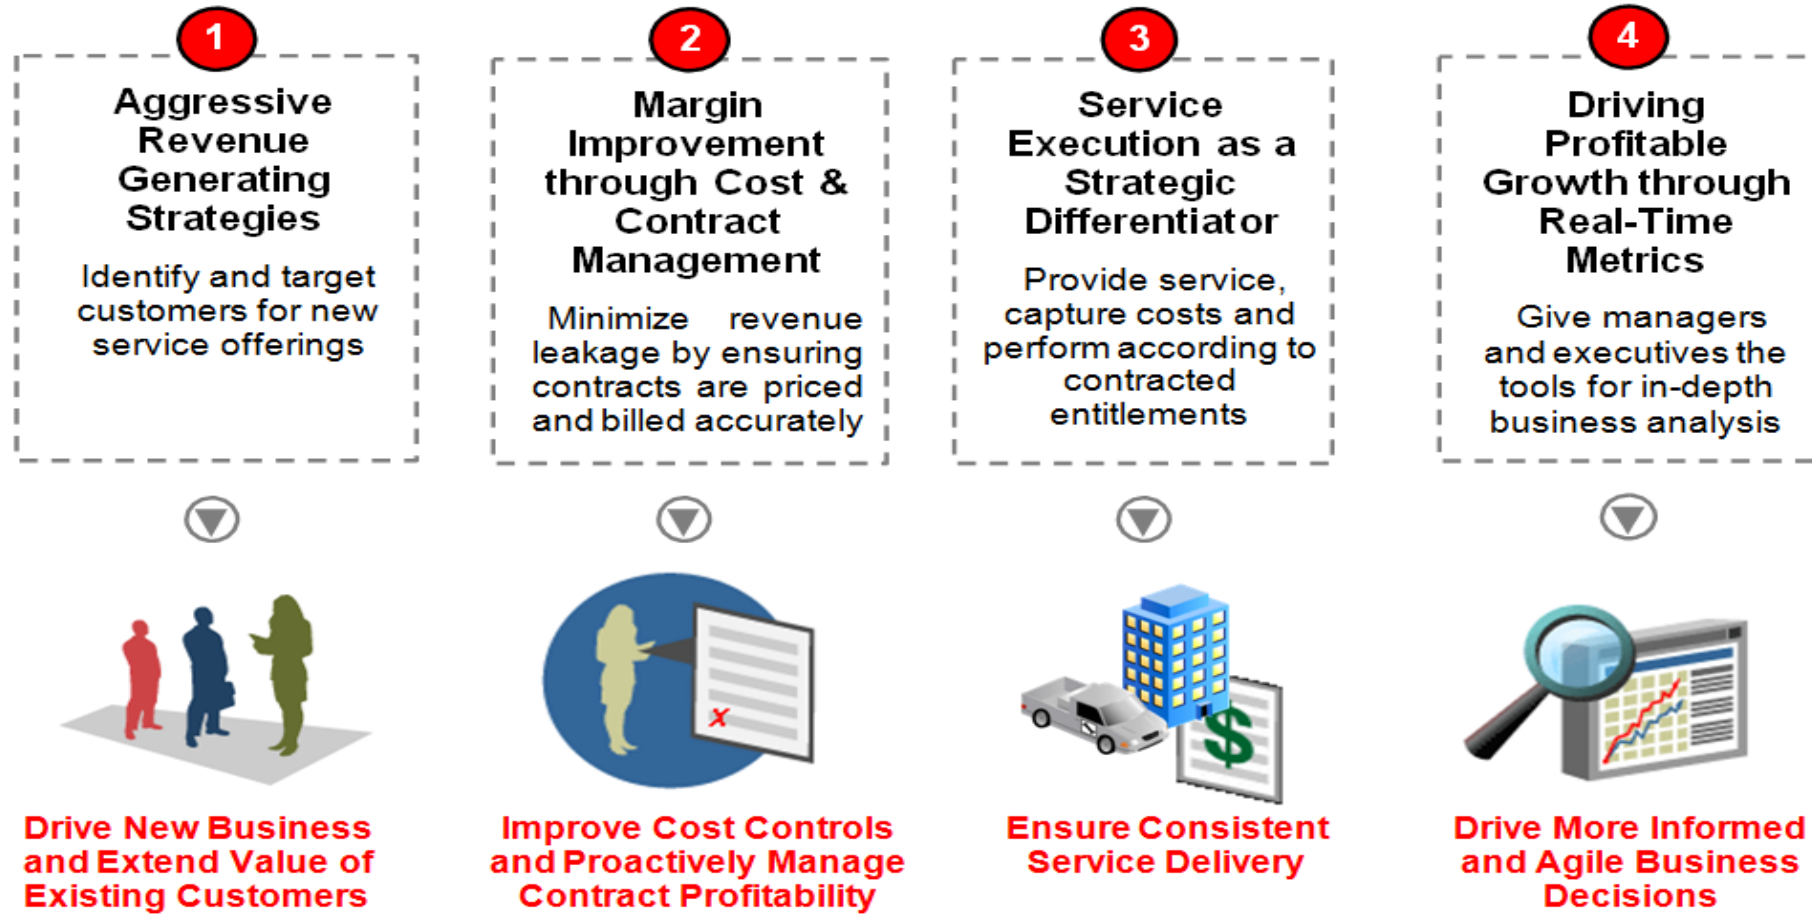 1
Aggressive
Revenue
Generating
Strategies
Identify and target
customers for new
service offerings
Drive New Business
and Extend Value of
Existing Customers
2
Margin
Improvement
through Cost &
Contract
Management
Minimize revenue
leakage by ensuring
contracts are priced
and billed accurately
X
Improve Cost Controls
and Proactively Manage
Contract Profitability
3
Service
Execution as a
Strategic
Differentiator
Provide service,
capture costs and
perform according to
contracted
entitlements
$
Ensure Consistent
Service Delivery
4
Driving
Profitable
Growth through
Real-Time
Metrics
Give managers
and executives the
tools for in-depth
business analysis
Drive More Informed
and Agile Business
Decisions